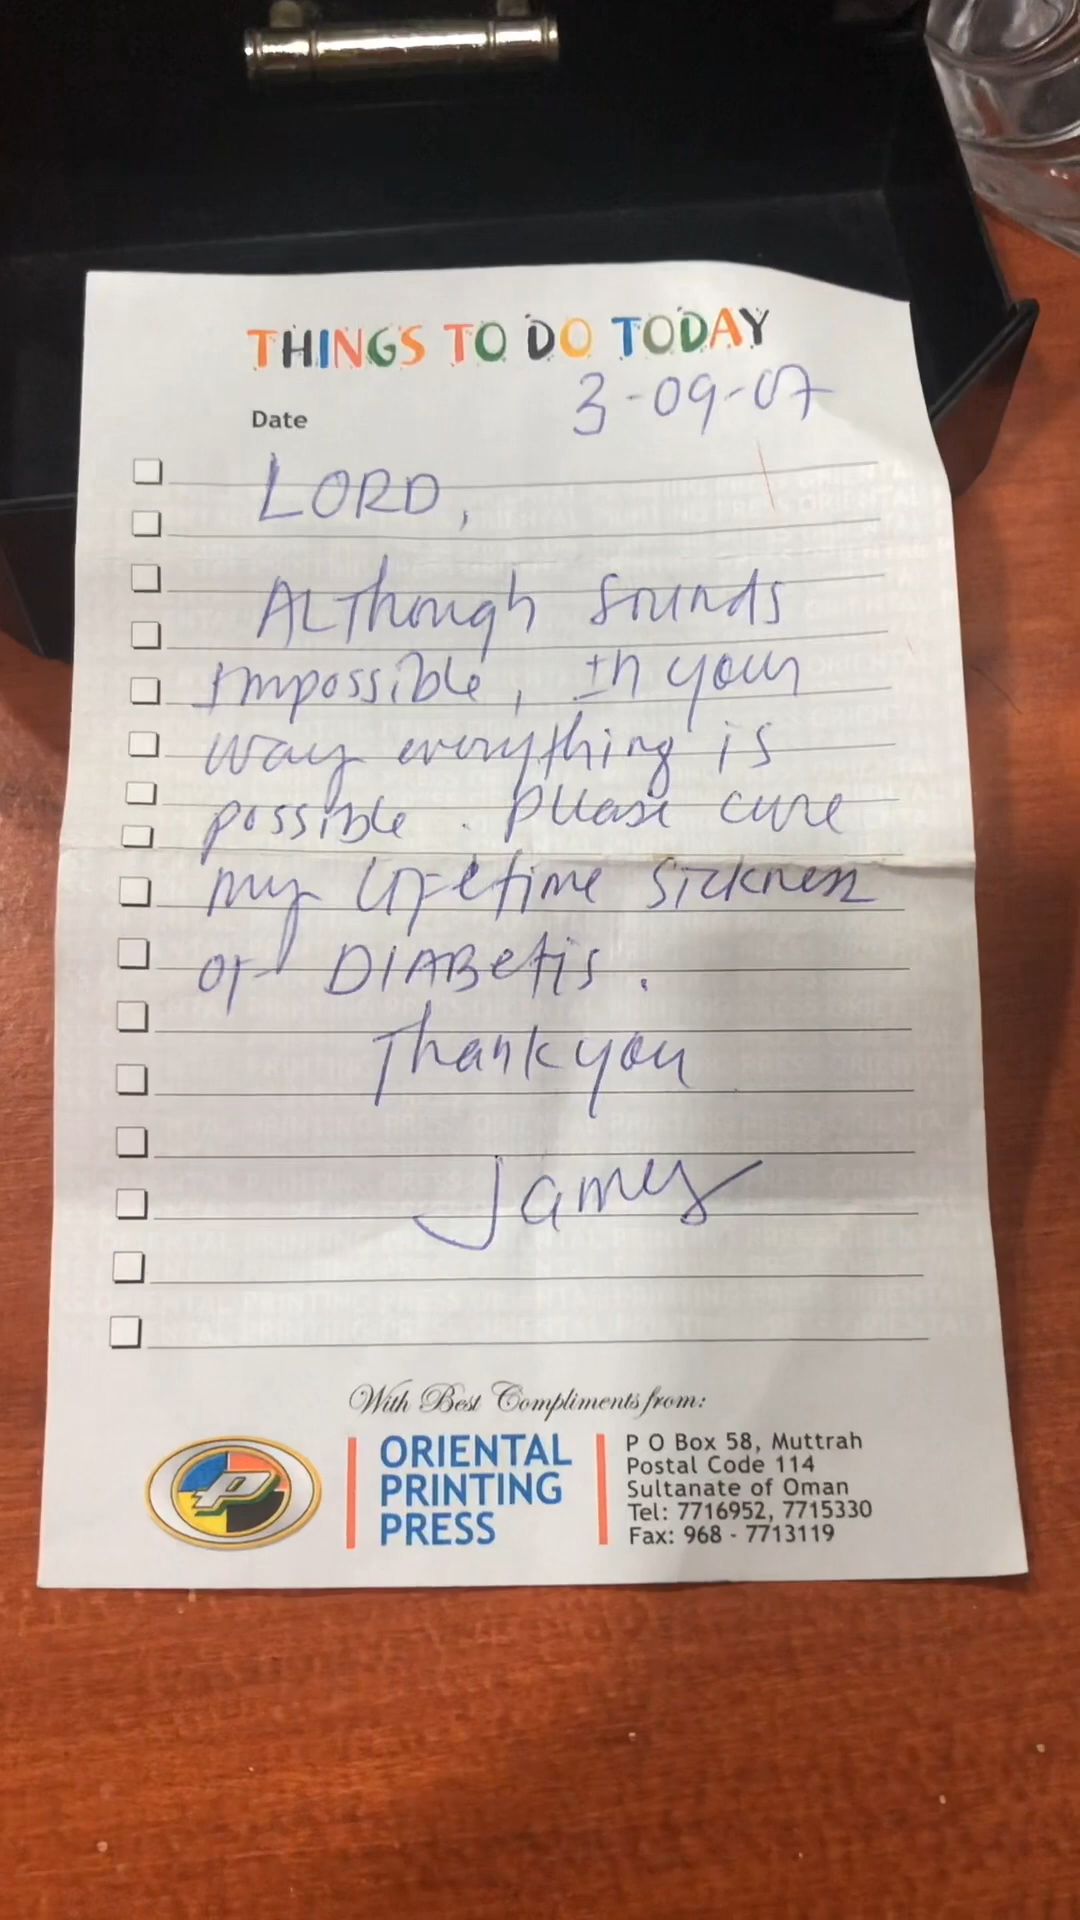 THINGS TO DO TODAY
3-09-07
Date
LORD,
ALThough sounds
Impossible, In your
way everything is
possible. please cure
my lifetime sickness
of DIABetis.
Thank you
James
With Best Compliments from:
P
ORIENTAL
PRINTING
PRESS
P O Box 58, Muttrah
Postal Code 114
Sultanate of Oman
Tel: 7716952, 7715330
Fax: 968 - 7713119